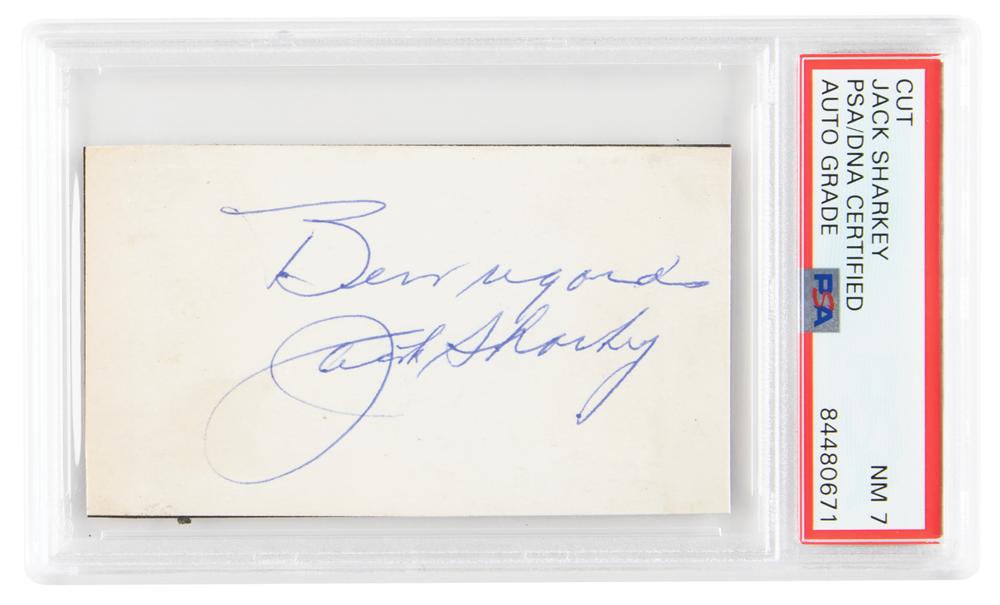 Best regards
Jack Sharkey
CUT
JACK SHARKEY
PSA/DNA CERTIFIED
AUTO GRADE
PSA
NM 7
84480671